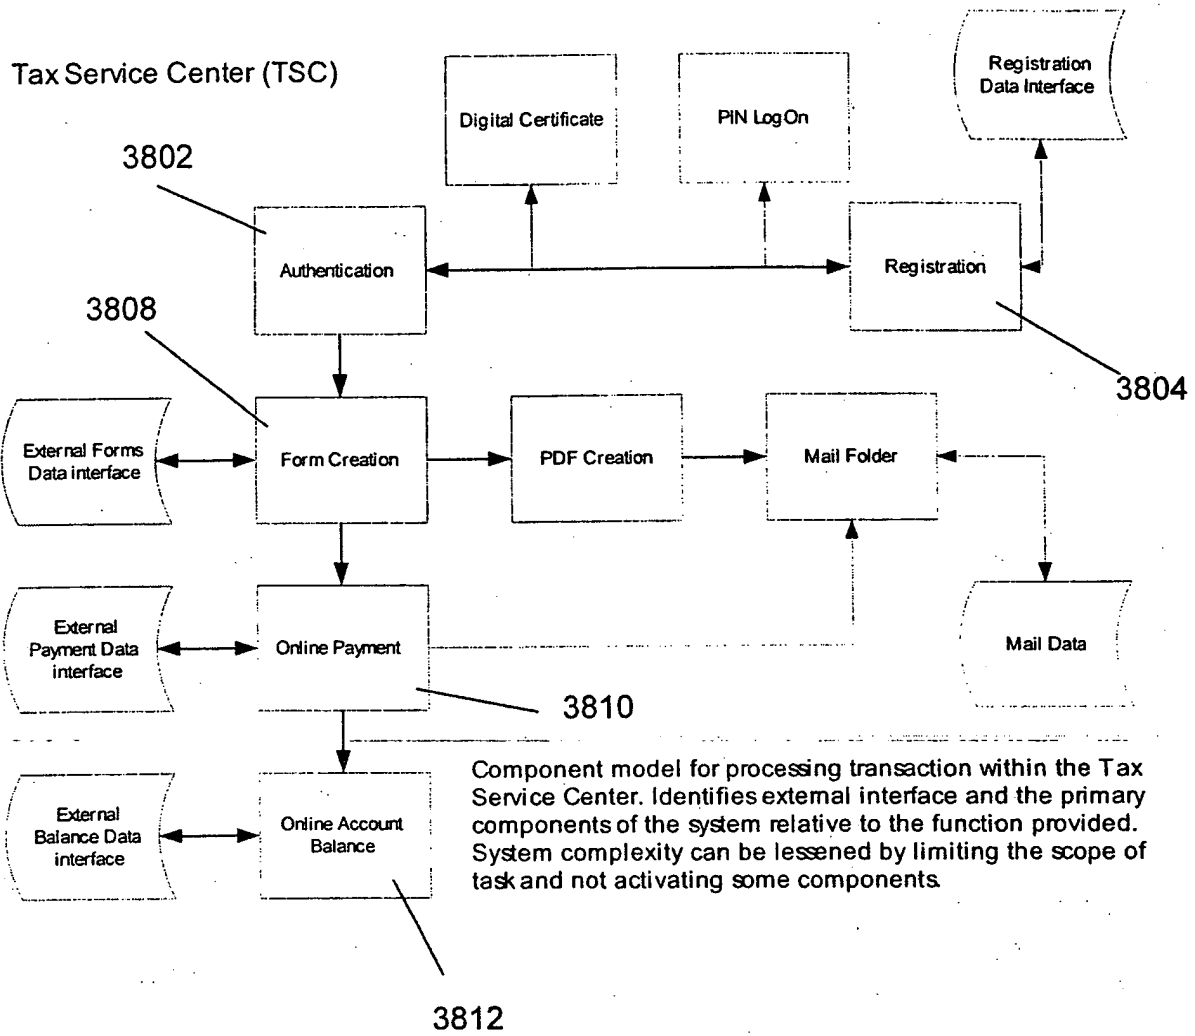 Tax Service Center (TSC)
Registration
Data Interface
Digital Certificate
PIN LogOn
3802
Authentication
Registration
3808
3804
External Forms
Data interface
Form Creation
PDF Creation
Mail Folder
External
Payment Data
interface
Online Payment
Mail Data
3810
Component model for processing transaction within the Tax
Service Center. Identifies external interface and the primary
components of the system relative to the function provided.
System complexity can be lessened by limiting the scope of
task and not activating some components.
External
Balance Data
interface
Online Account
Balance
3812